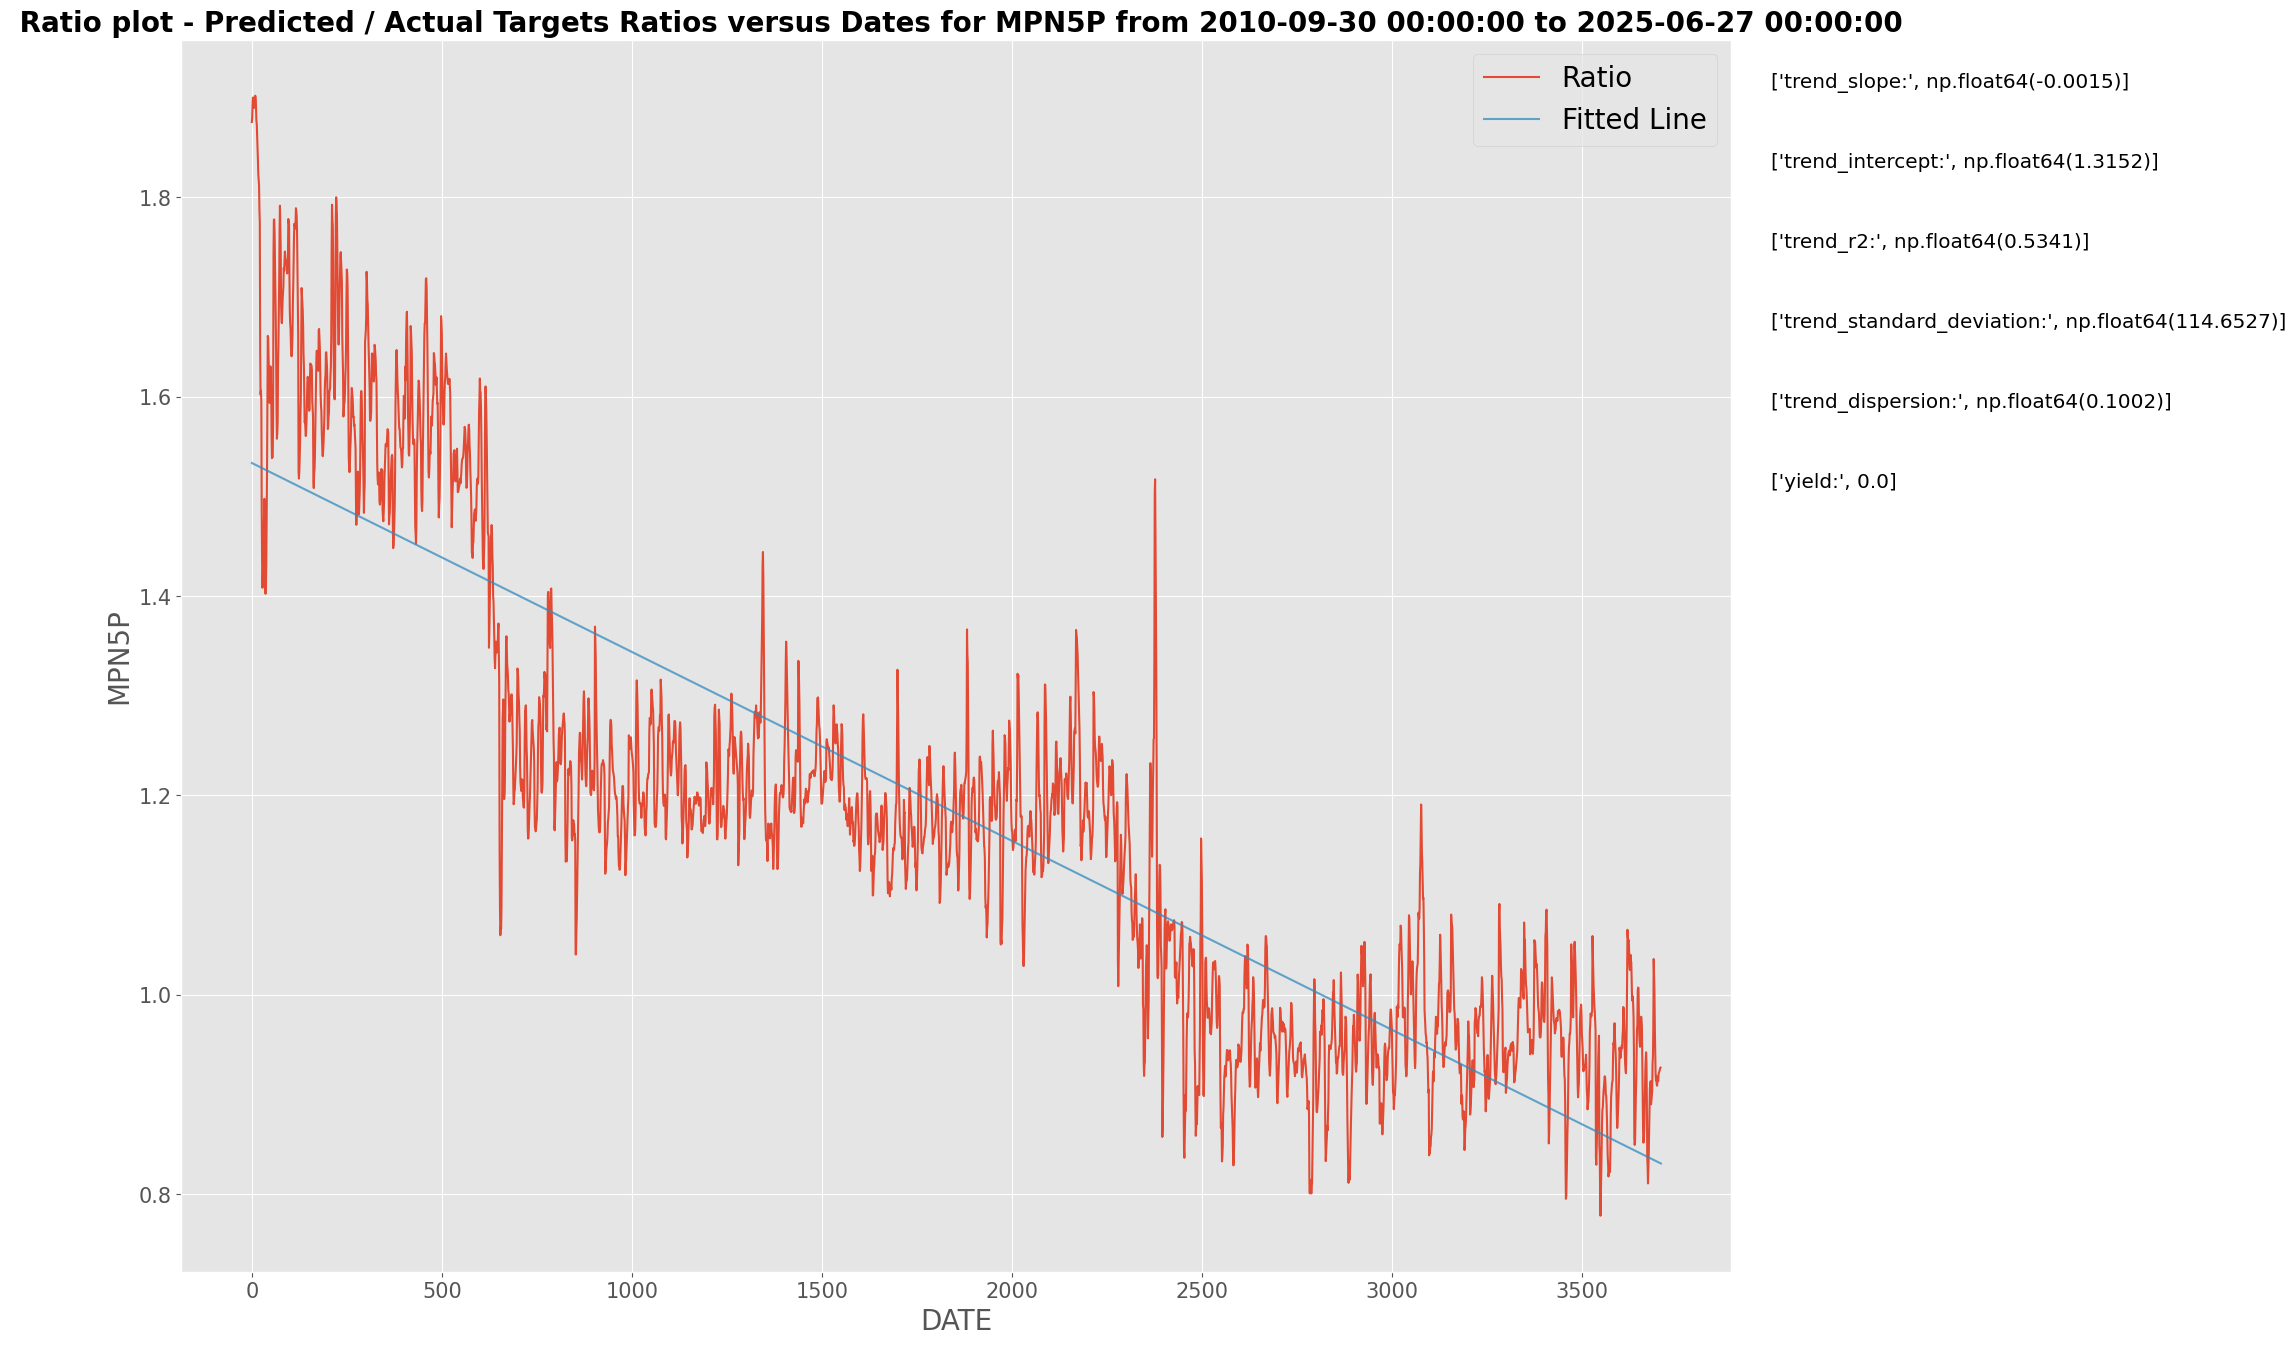 Ratio plot - Predicted / Actual Targets Ratios versus Dates for MPN5P from 2010-09-30 00:00:00 to 2025-06-27 00:00:00
Ratio
Fitted Line
['trend_slope:', np.float64(-0.0015)]
['trend_intercept:', np.float64(1.3152)]
['trend_r2:', np.float64(0.5341)]
['trend_standard_deviation:', np.float64(114.6527)]
['trend_dispersion:', np.float64(0.1002)]
['yield:', 0.0]
MPN5P
1.8
1.6
1.4
1.2
1.0
0.8
0 500 1000 1500 2000 2500 3000 3500
DATE